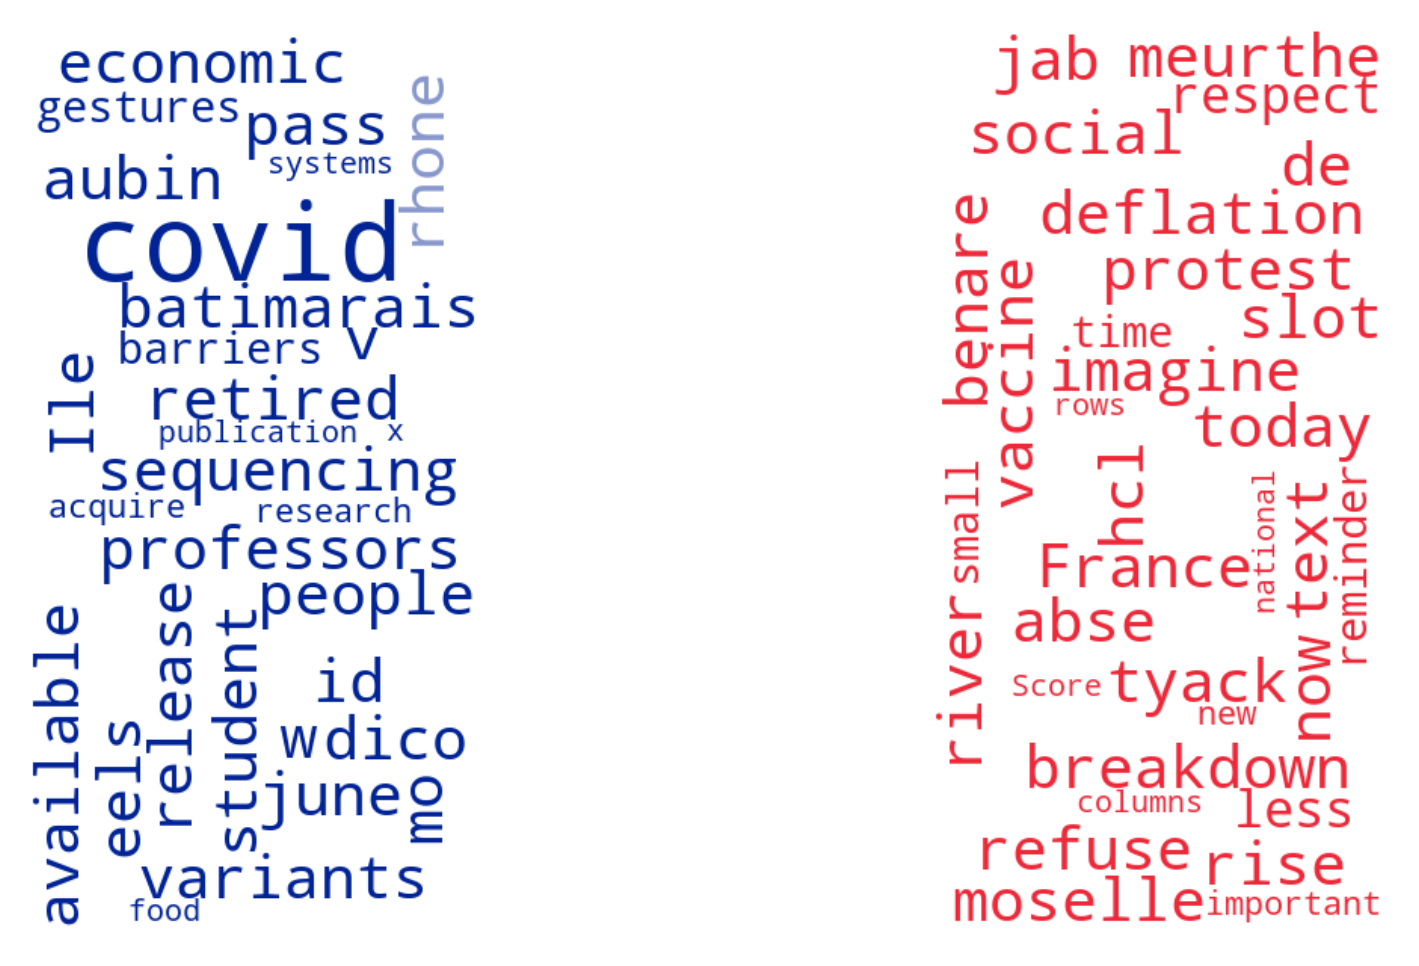 economic
gestures
pass
rhone
systems
aubin
covid
batimarais
barriers
v
Ile
retired
publication
x
sequencing
acquire
research
professors
people
available
release
student
id
eels
w
dico
june
mo
variants
food
jab
meurthe
respect
social
de
benare
deflation
vaccine
protest
slot
time
imagine
rows
today
hcl
small
national
text
reminder
France
river
abse
now
Score
tyack
new
breakdown
columns
less
refuse
rise
moselle
important